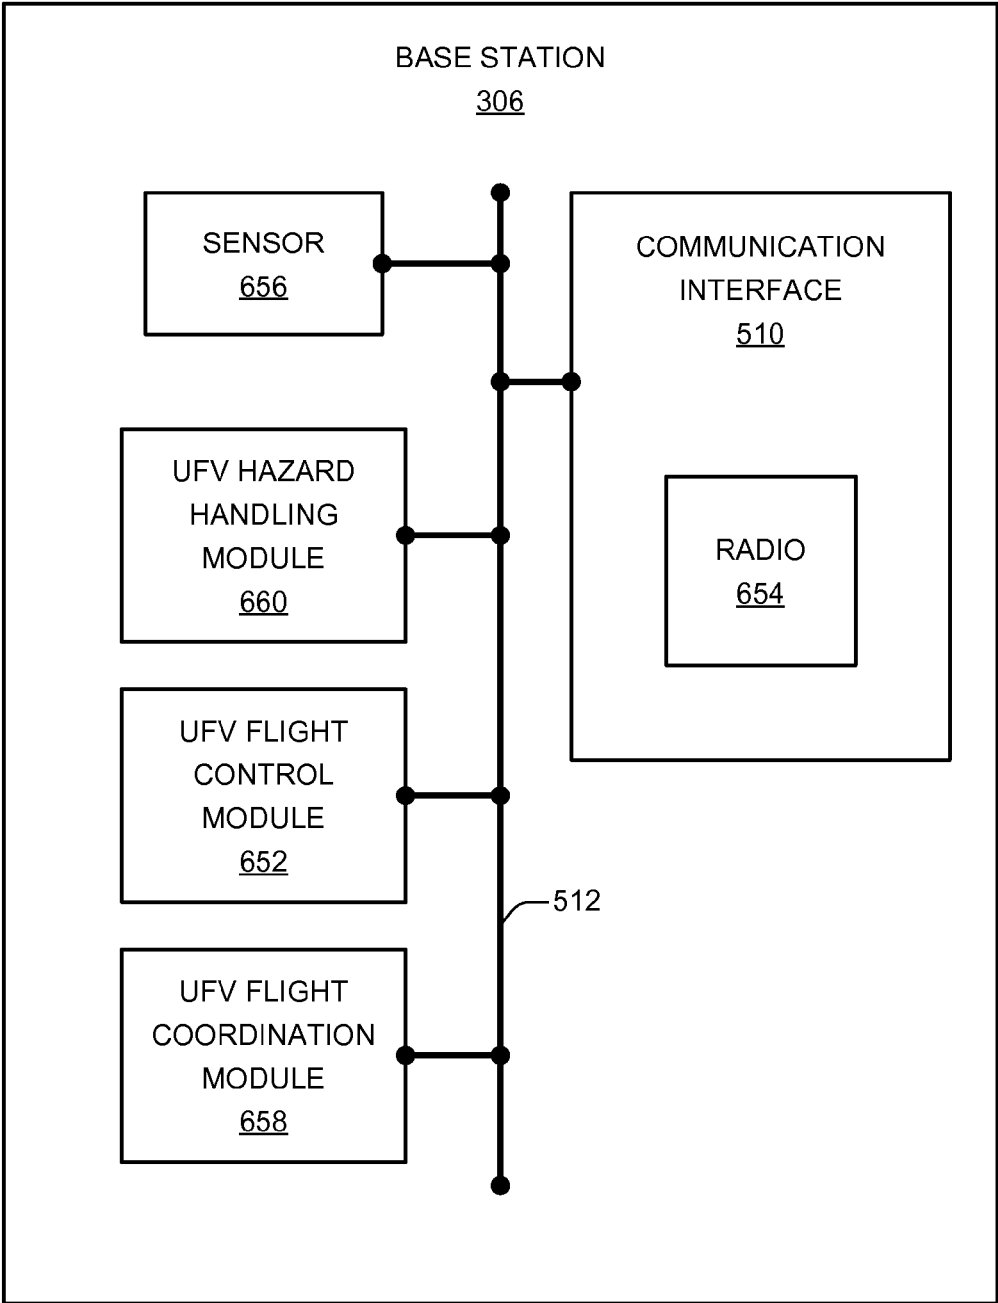 BASE STATION
306
SENSOR
656
COMMUNICATION
INTERFACE
510
UFV HAZARD
HANDLING
MODULE
660
RADIO
654
UFV FLIGHT
CONTROL
MODULE
652
512
UFV FLIGHT
COORDINATION
MODULE
658